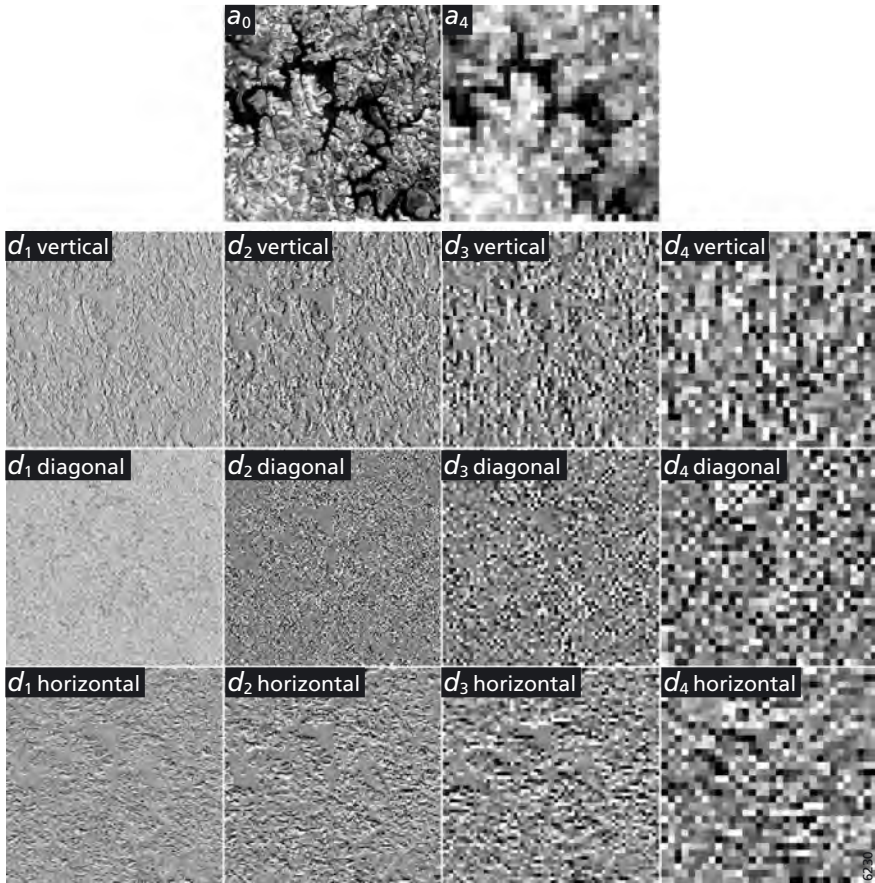 a₀
a₄
d₁ vertical
d₂ vertical
d₃ vertical
d₄ vertical
d₁ diagonal
d₂ diagonal
d₃ diagonal
d₄ diagonal
d₁ horizontal
d₂ horizontal
d₃ horizontal
d₄ horizontal
6230